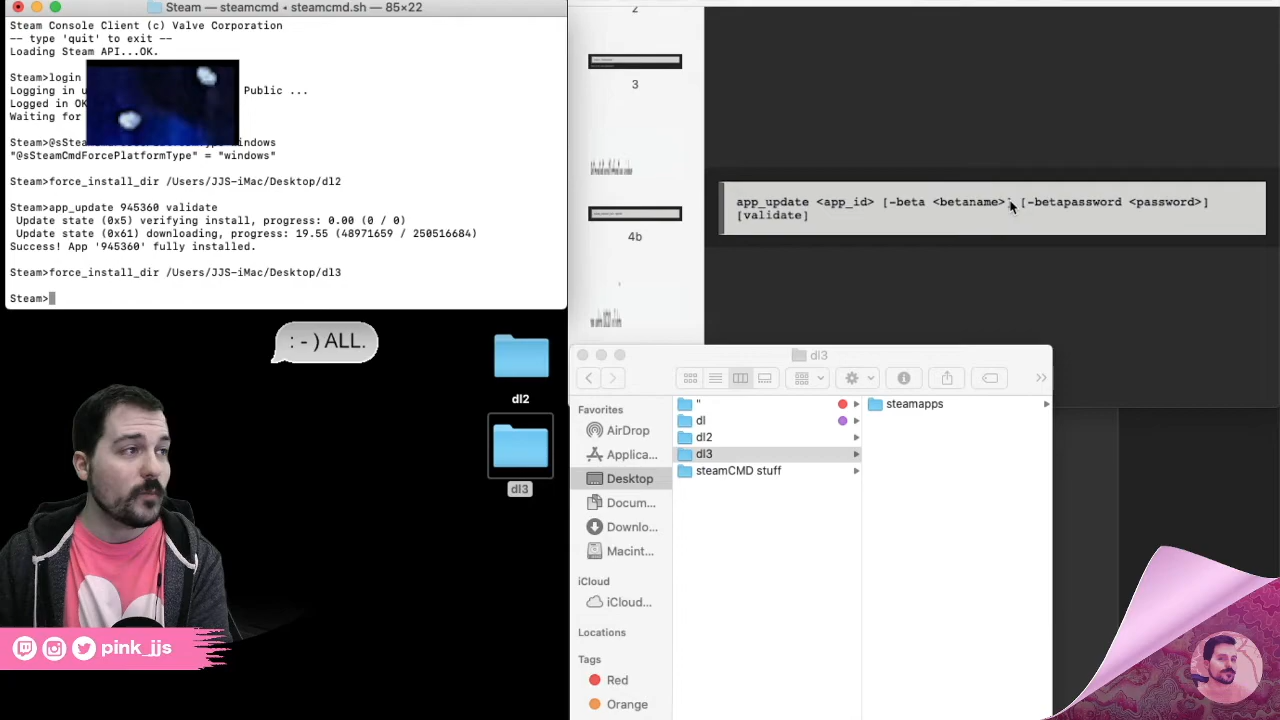 Steam — steamcmd ◂ steamcmd.sh — 85×22
Steam Console Client (c) Valve Corporation
-- type 'quit' to exit --
Loading Steam API...OK.
Steam>login
Logging in u Public ...
Logged in OK
Waiting for
Steam>@sStea indows
"@sSteamCmdForcePlatformType" = "windows"
Steam>force_install_dir /Users/JJS-iMac/Desktop/dl2
Steam>app_update 945360 validate
Update state (0x5) verifying install, progress: 0.00 (0 / 0)
Update state (0x61) downloading, progress: 19.55 (48971659 / 250516684)
Success! App '945360' fully installed.
Steam>force_install_dir /Users/JJS-iMac/Desktop/dl3
Steam>
2
3
4b
app_update <app_id> [-beta <betaname>] [-betapassword <password>]
[validate]
: - ) ALL.
dl2
dl3
dl3
Favorites
AirDrop
Applica...
Desktop
Docum...
Downlo...
Macint...
iCloud
iCloud...
Locations
Tags
Red
Orange
"
dl
dl2
dl3
steamCMD stuff
steamapps
pink_jjs